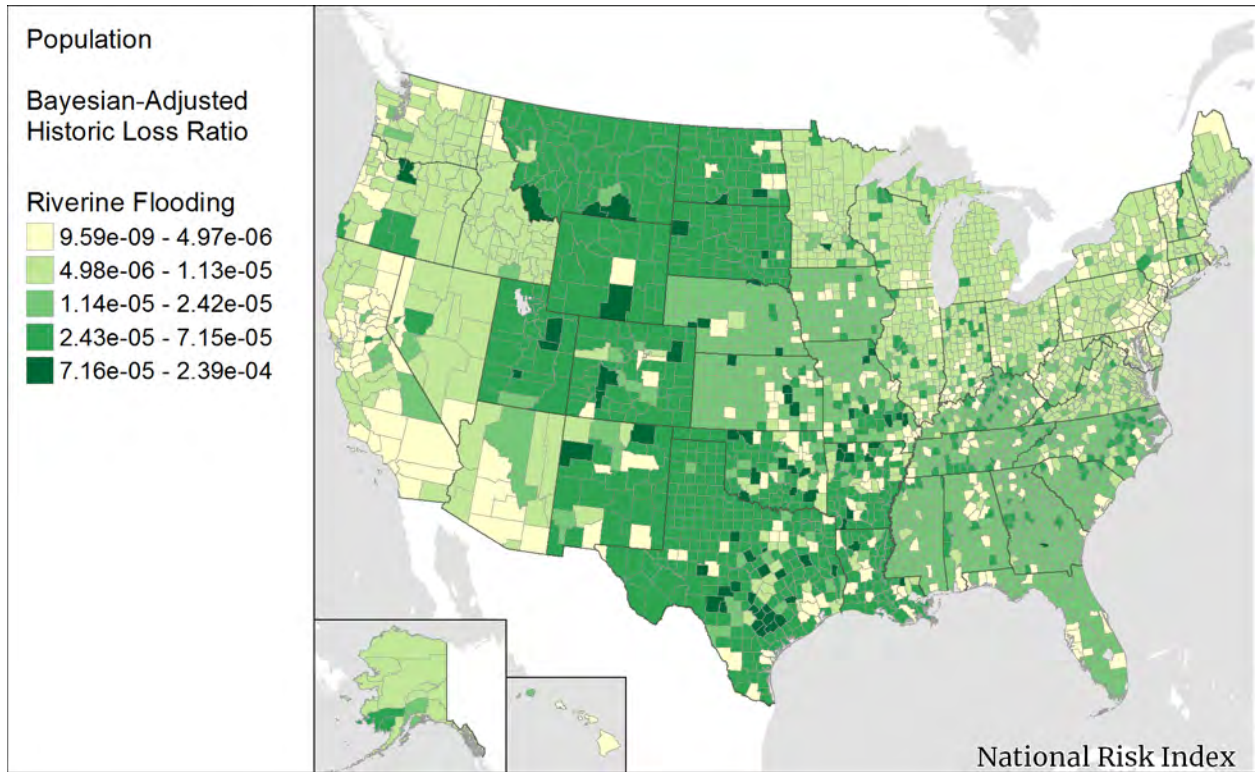 Population
Bayesian-Adjusted
Historic Loss Ratio
Riverine Flooding
9.59e-09 - 4.97e-06
4.98e-06 - 1.13e-05
1.14e-05 - 2.42e-05
2.43e-05 - 7.15e-05
7.16e-05 - 2.39e-04
National Risk Index